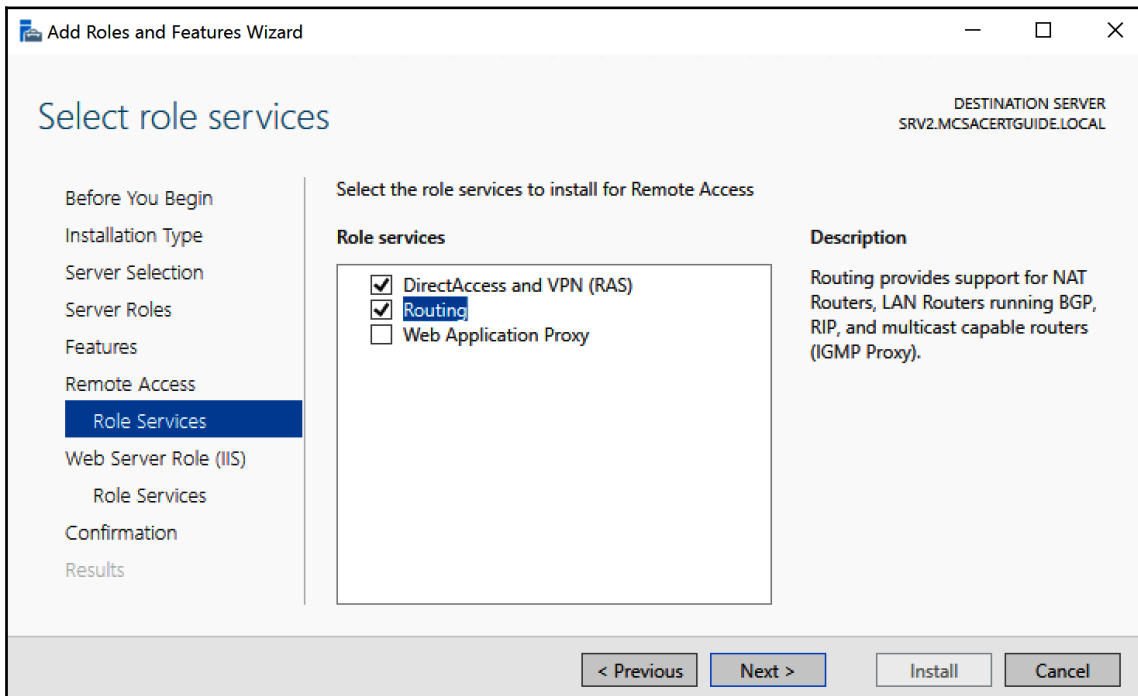 Add Roles and Features Wizard
Select role services
DESTINATION SERVER
SRV2.MCSACERTGUIDE.LOCAL
Before You Begin
Installation Type
Server Selection
Server Roles
Features
Remote Access
Role Services
Web Server Role (IIS)
Role Services
Confirmation
Results
Select the role services to install for Remote Access
Role services
DirectAccess and VPN (RAS)
Routing
Web Application Proxy
Description
Routing provides support for NAT
Routers, LAN Routers running BGP,
RIP, and multicast capable routers
(IGMP Proxy).
< Previous
Next >
Install
Cancel